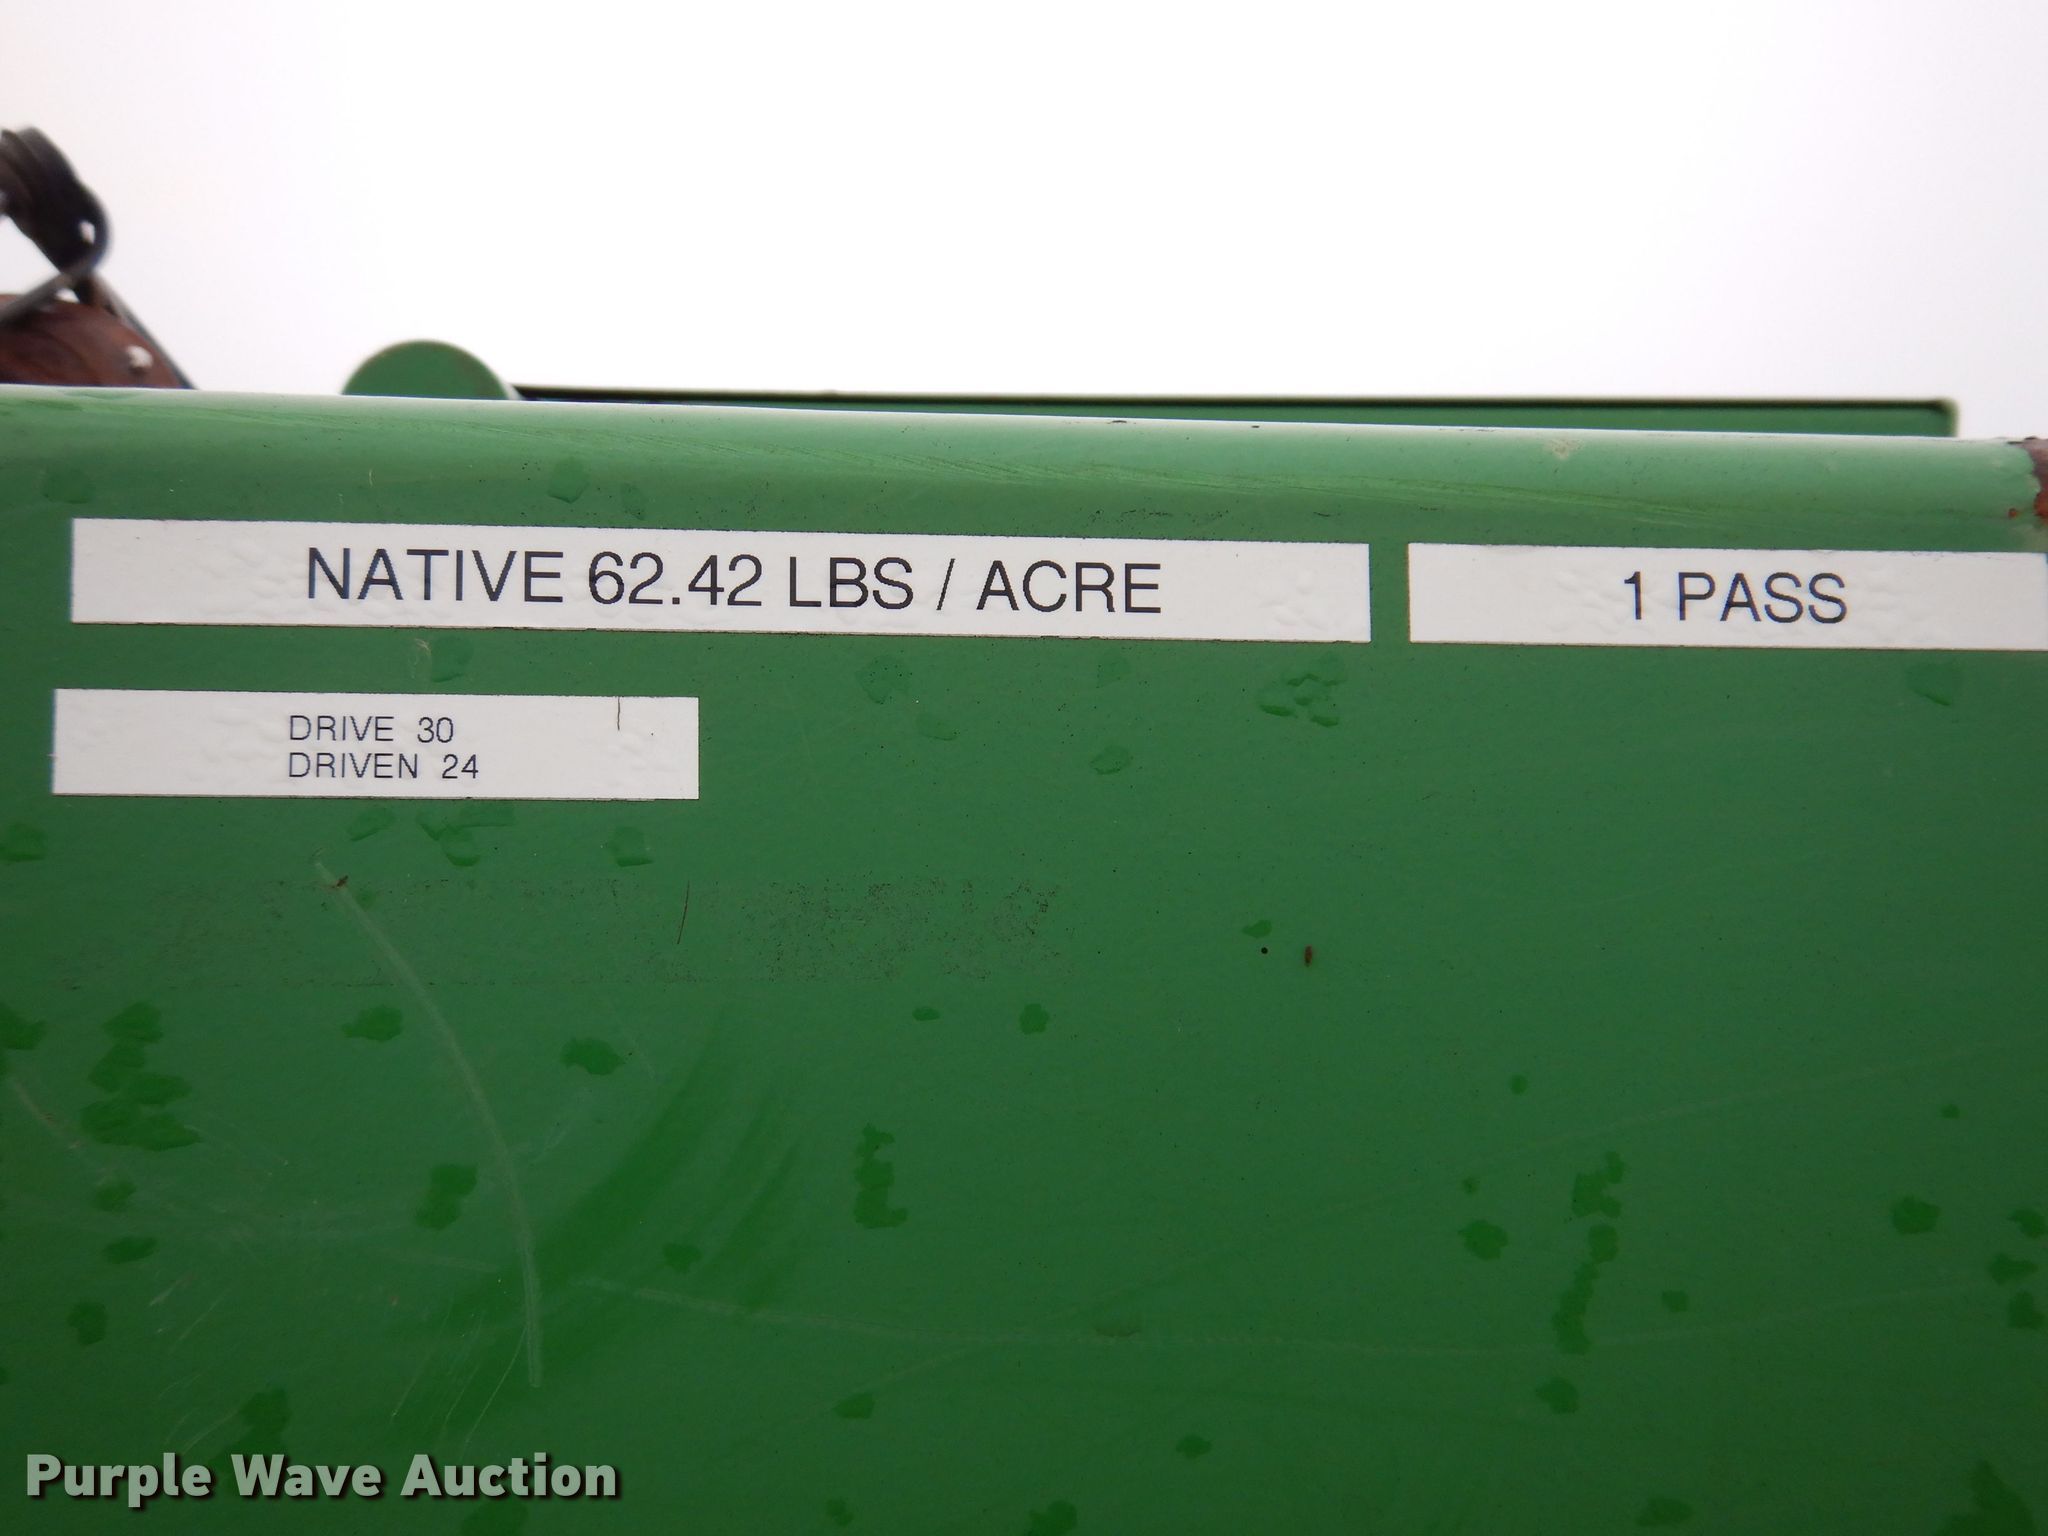 NATIVE 62.42 LBS / ACRE
1 PASS
DRIVE 30
DRIVEN 24
Purple Wave Auction